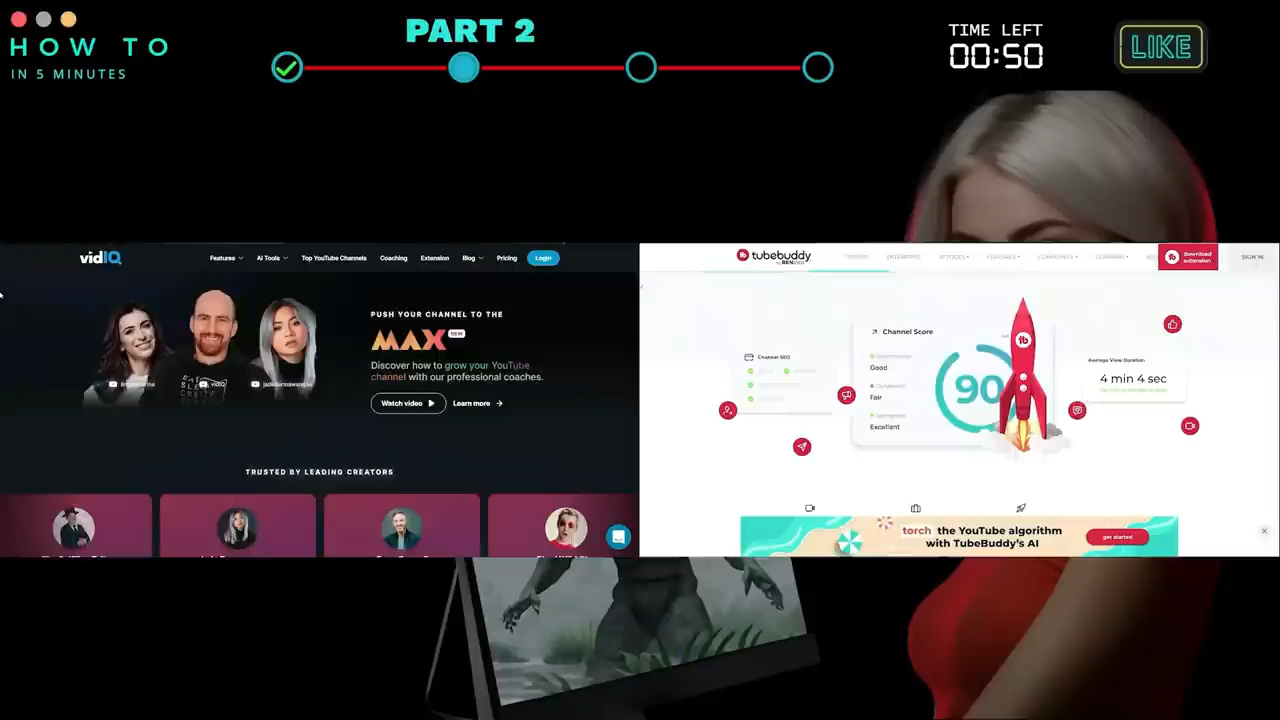 HOW TO
IN 5 MINUTES
PART 2
TIME LEFT
00:50
LIKE
vidIQ
Features
AI Tools
Top YouTube Channels
Coaching
Extension
Blog
Pricing
Login
PUSH YOUR CHANNEL TO THE
MAX NEW
Discover how to grow your YouTube
channel with our professional coaches.
Watch video
Learn more
TRUSTED BY LEADING CREATORS
tubebuddy
ENTERPRISE
download
extension
SIGN IN
Channel Score
Channel SEO
Good
Fair
Excellent
90
Average View Duration
4 min 4 sec
torch the YouTube algorithm
with TubeBuddy's AI
get started